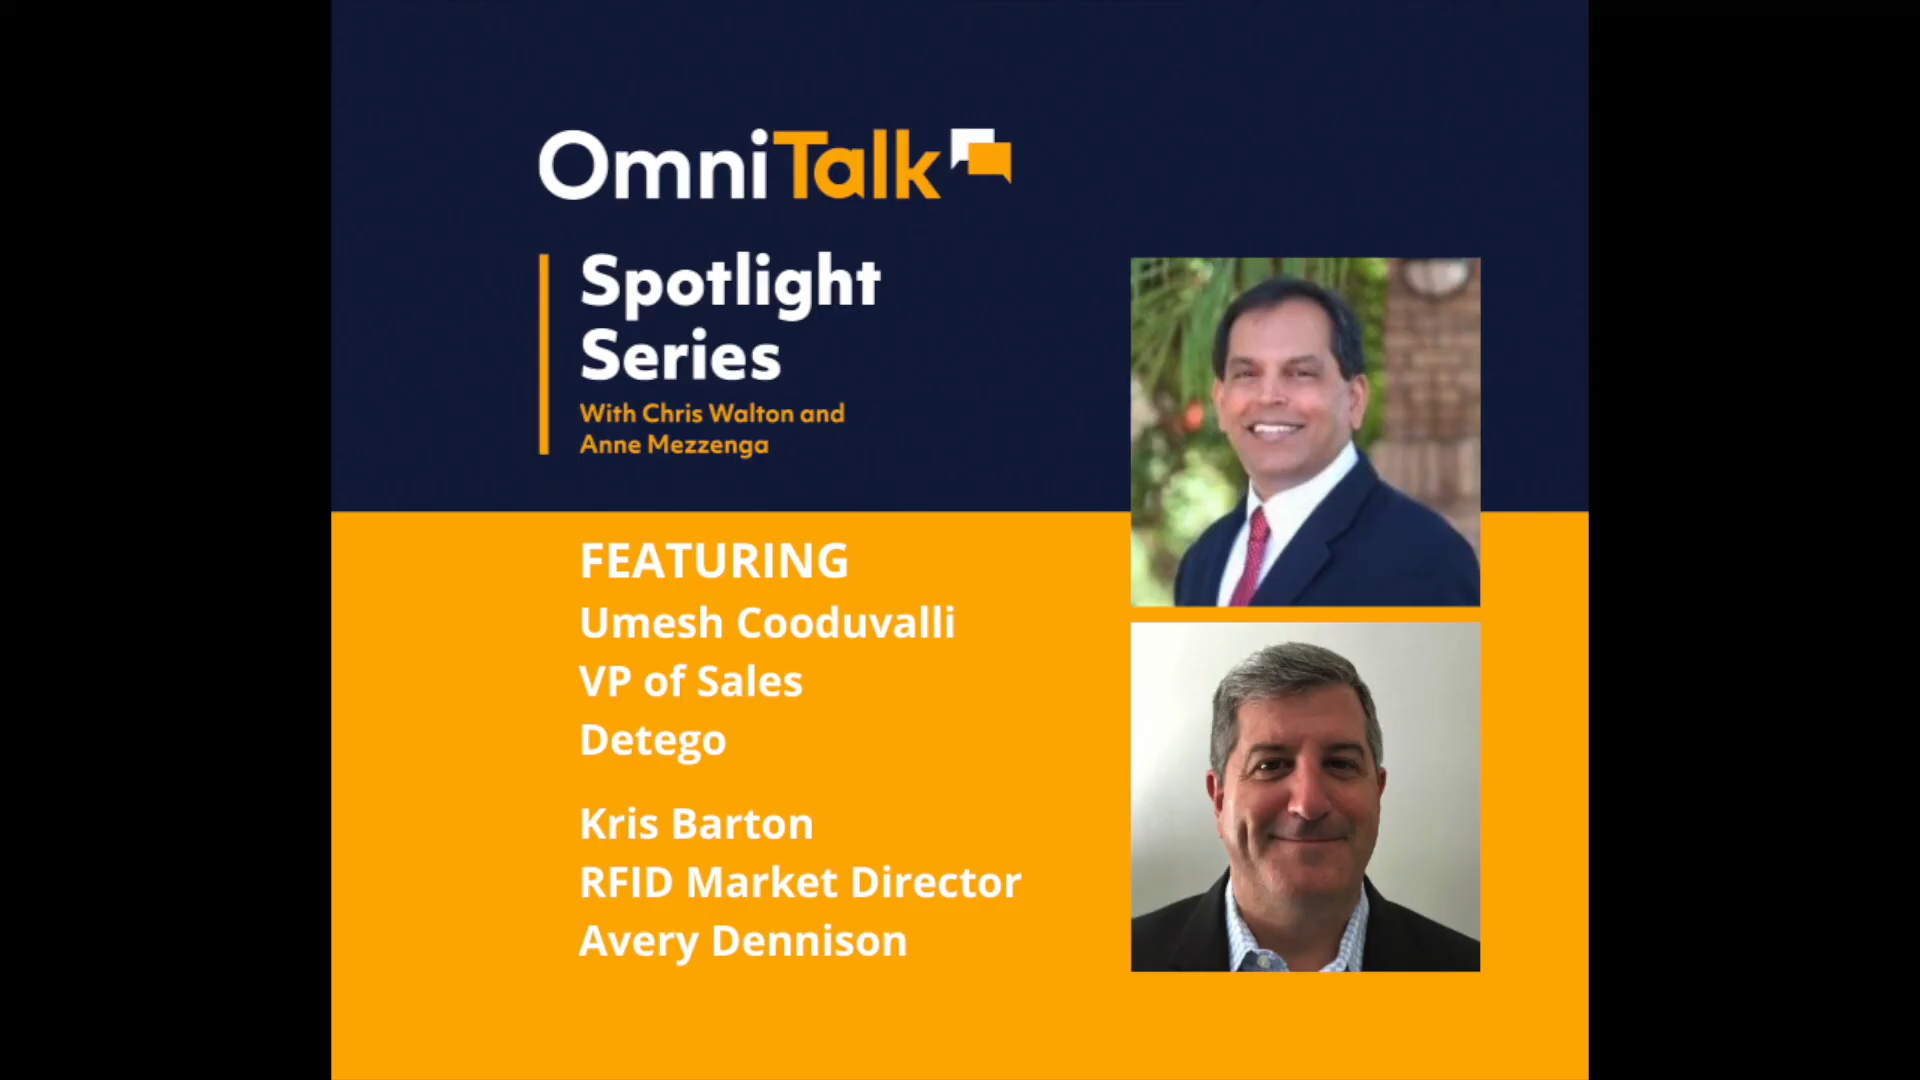 OmniTalk
Spotlight
Series
With Chris Walton and
Anne Mezzenga
FEATURING
Umesh Cooduvalli
VP of Sales
Detego
Kris Barton
RFID Market Director
Avery Dennison